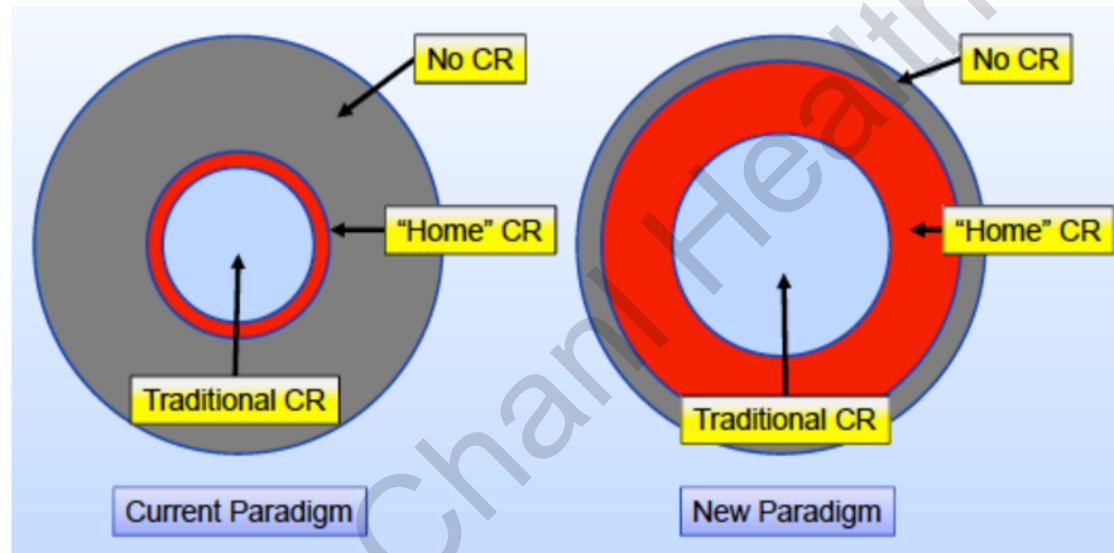 No CR
"Home" CR
Traditional CR
Current Paradigm
No CR
"Home" CR
Traditional CR
New Paradigm
Chanl Health